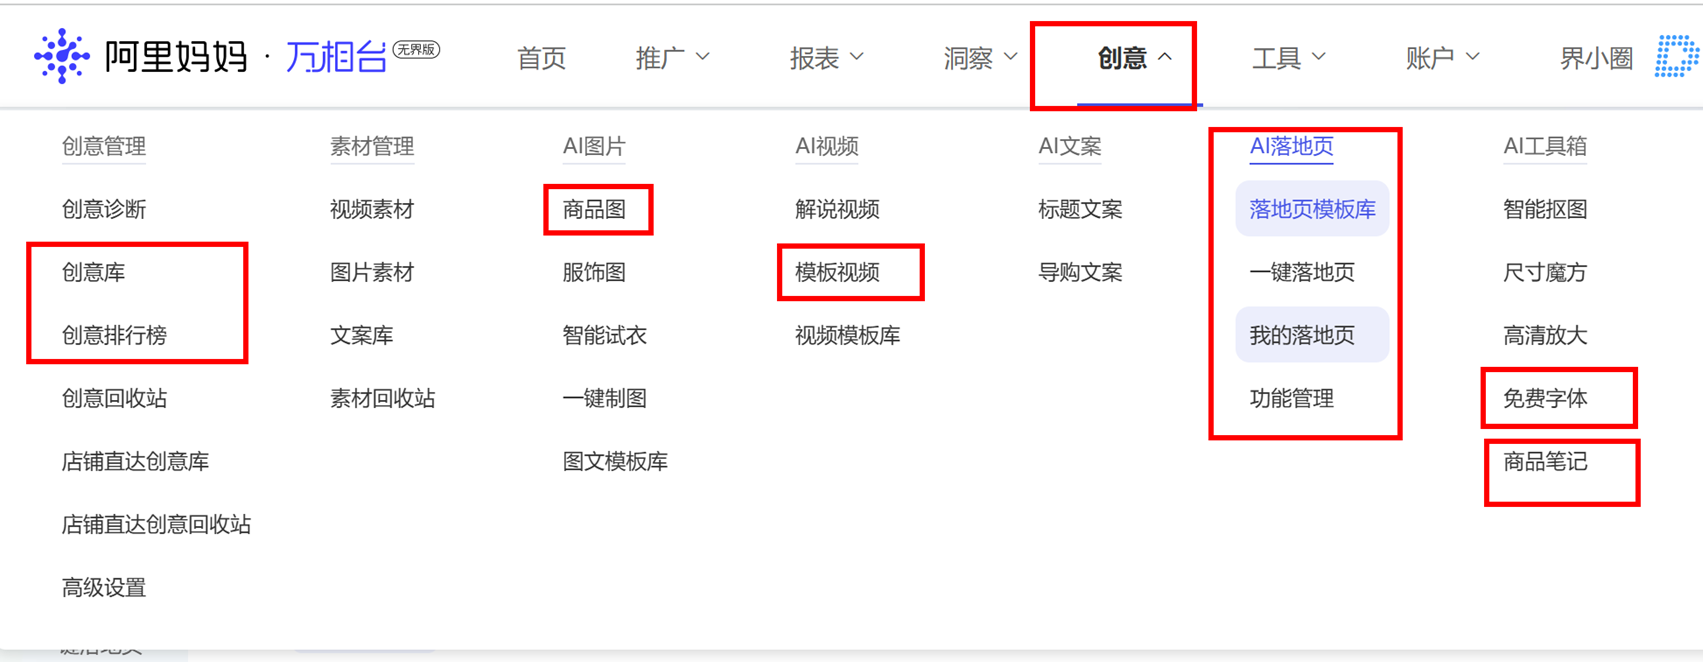 阿里妈妈 · 万相台 无界版
首页 推广 报表 洞察 创意 工具 账户 界小圈
创意管理 素材管理 AI图片 AI视频 AI文案 AI落地页 AI工具箱
创意诊断 视频素材 商品图 解说视频 标题文案 落地页模板库 智能抠图
创意库 图片素材 服饰图 模板视频 导购文案 一键落地页 尺寸魔方
创意排行榜 文案库 智能试衣 视频模板库 我的落地页 高清放大
创意回收站 素材回收站 一键制图 功能管理 免费字体
店铺直达创意库 图文模板库 商品笔记
店铺直达创意回收站
高级设置